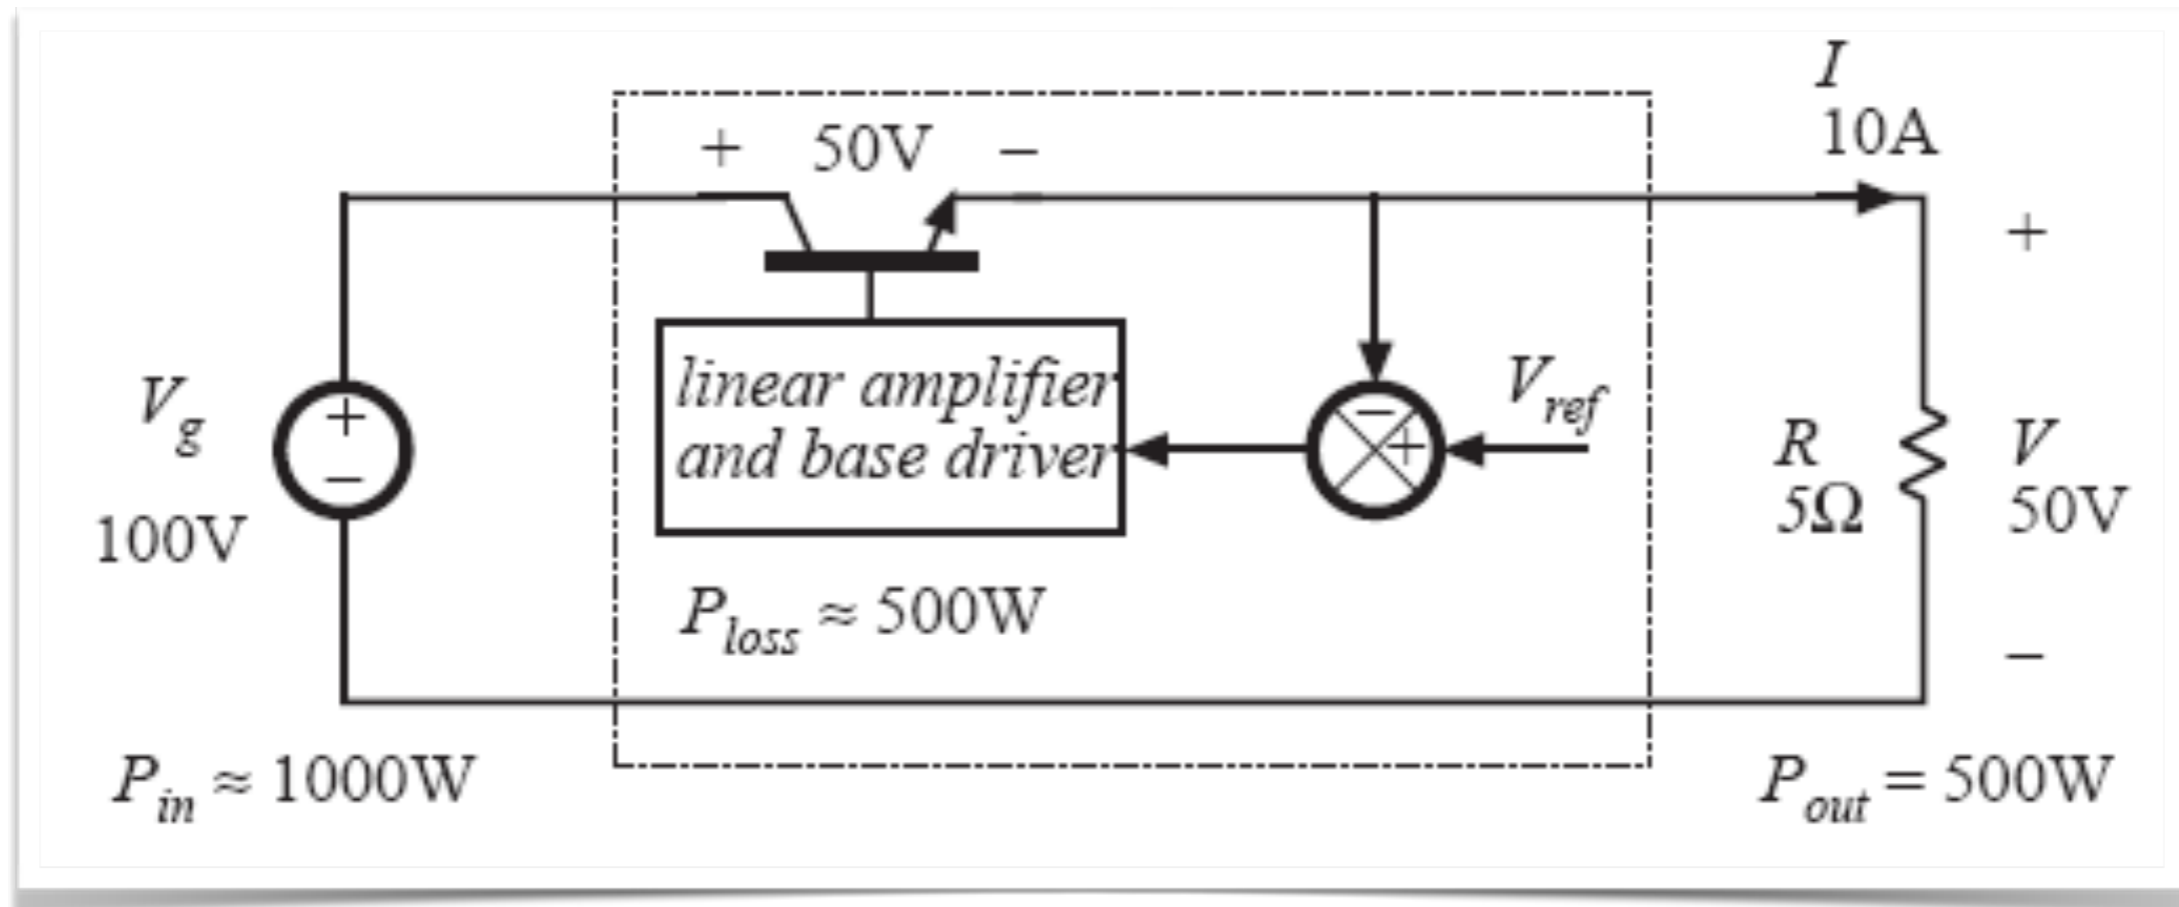 I
10A
+ 50V −
+
linear amplifier
and base driver
−
+
V_ref
V_g
+
−
100V
R
5Ω
V
50V
P_loss ≈ 500W
−
P_in ≈ 1000W
P_out = 500W